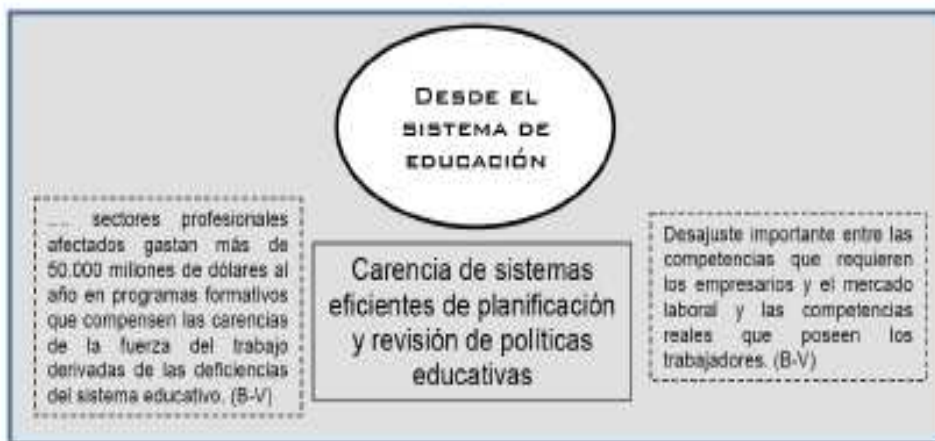 DESDE EL
SISTEMA DE
EDUCACIÓN
.... sectores profesionales
afectados gastan más de
50.000 millones de dólares al
año en programas formativos
que compensen las carencias
de la fuerza del trabajo
derivadas de las deficiencias
del sistema educativo. (B-V)
Carencia de sistemas
eficientes de planificación
y revisión de políticas
educativas
Desajuste importante entre las
competencias que requieren
los empresarios y el mercado
laboral y las competencias
reales que poseen los
trabajadores. (B-V)